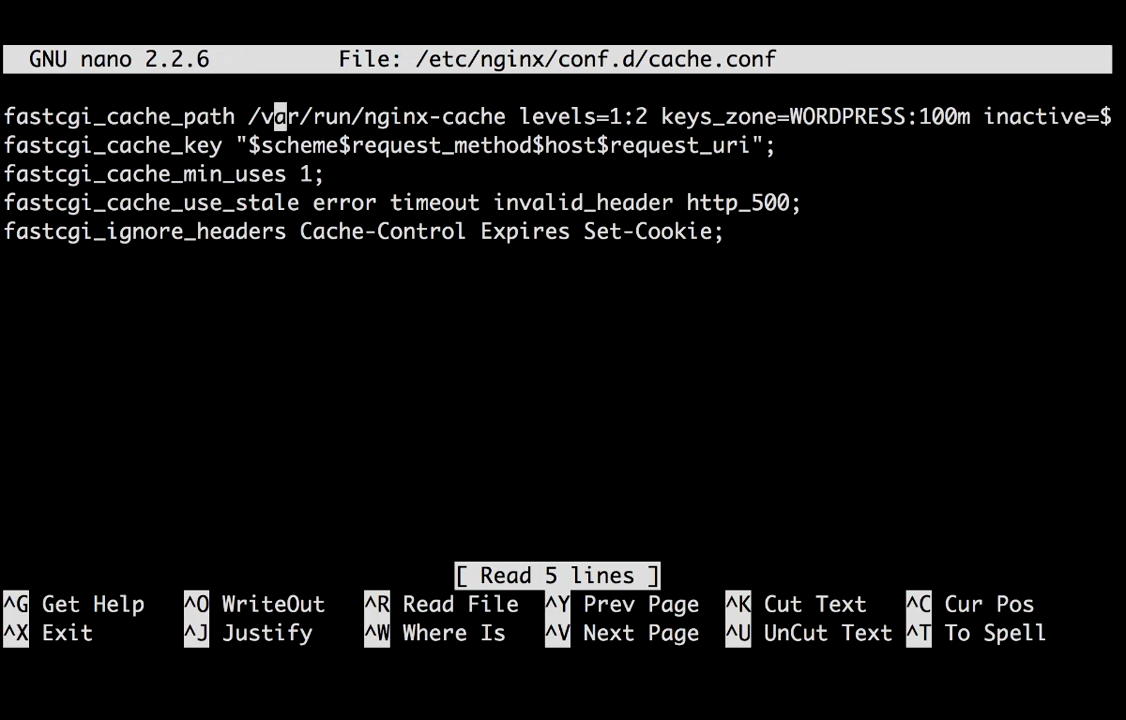 GNU nano 2.2.6 File: /etc/nginx/conf.d/cache.conf
fastcgi_cache_path /var/run/nginx-cache levels=1:2 keys_zone=WORDPRESS:100m inactive=$
fastcgi_cache_key "$scheme$request_method$host$request_uri";
fastcgi_cache_min_uses 1;
fastcgi_cache_use_stale error timeout invalid_header http_500;
fastcgi_ignore_headers Cache-Control Expires Set-Cookie;
[ Read 5 lines ]
^G Get Help ^O WriteOut ^R Read File ^Y Prev Page ^K Cut Text ^C Cur Pos
^X Exit ^J Justify ^W Where Is ^V Next Page ^U UnCut Text ^T To Spell